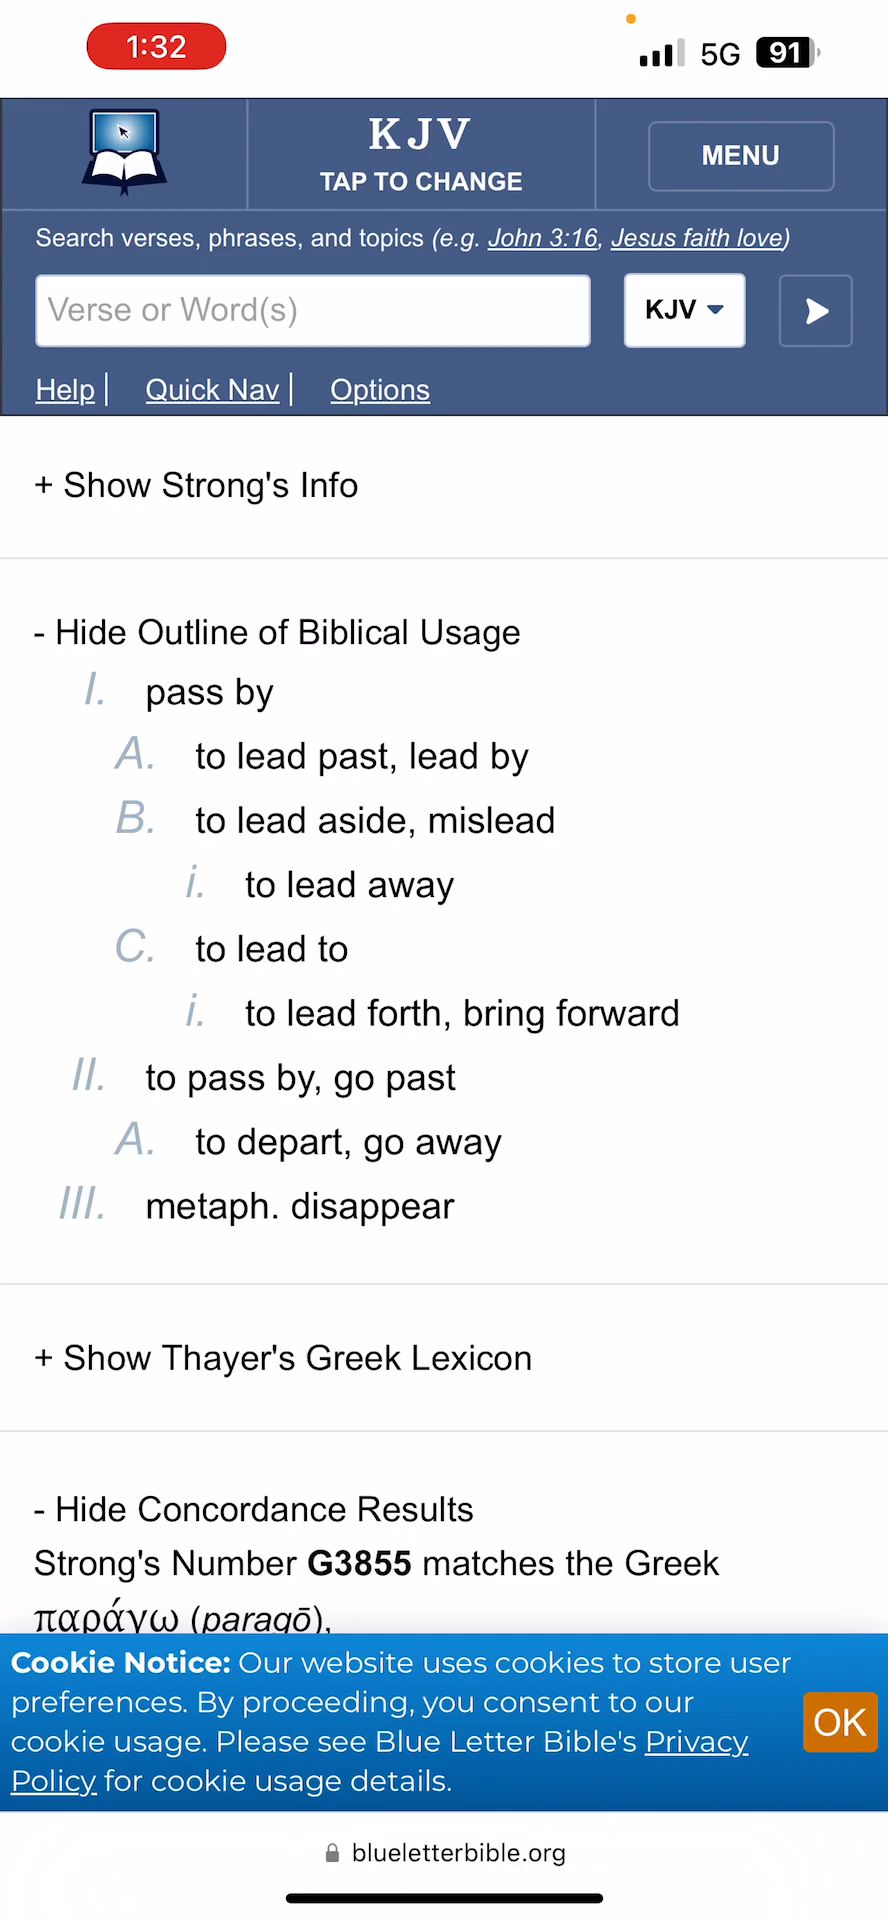 1:32
5G 91
KJV
TAP TO CHANGE
MENU
Search verses, phrases, and topics (e.g. John 3:16, Jesus faith love)
Verse or Word(s)
KJV
Help | Quick Nav | Options
+ Show Strong's Info
- Hide Outline of Biblical Usage
I. pass by
A. to lead past, lead by
B. to lead aside, mislead
i. to lead away
C. to lead to
i. to lead forth, bring forward
II. to pass by, go past
A. to depart, go away
III. metaph. disappear
+ Show Thayer's Greek Lexicon
- Hide Concordance Results
Strong's Number G3855 matches the Greek
παράγω (paragō),
Cookie Notice: Our website uses cookies to store user
preferences. By proceeding, you consent to our
cookie usage. Please see Blue Letter Bible's Privacy
Policy for cookie usage details.
OK
blueletterbible.org